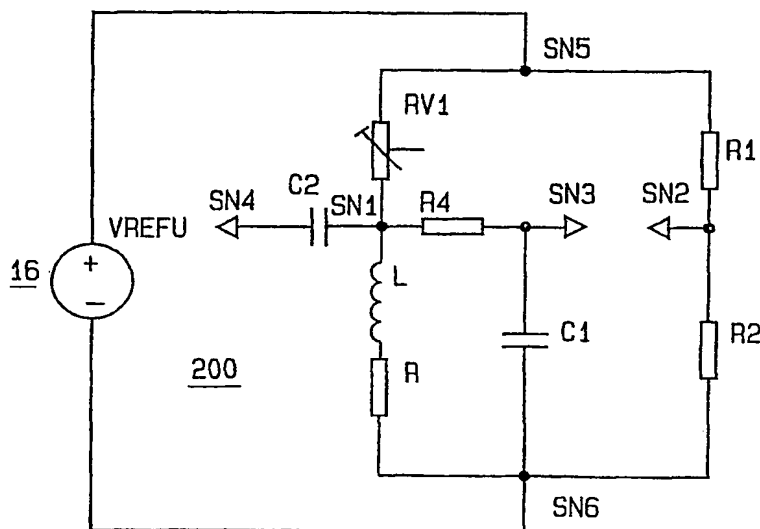 SN5
RV1
R1
C2
SN4
SN1
R4
SN3
SN2
VREFU
+
16
−
L
C1
R2
R
200
SN6